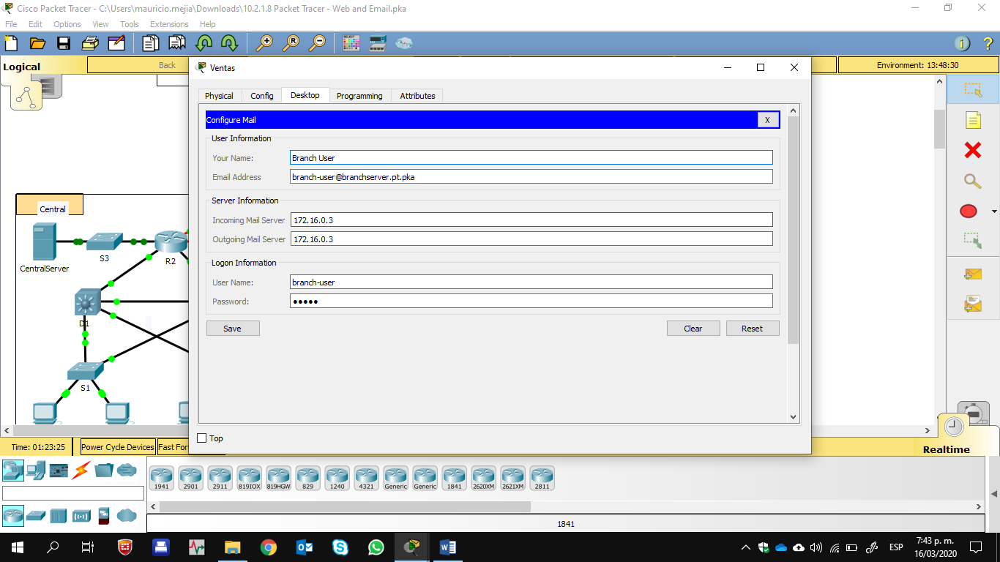 Cisco Packet Tracer - C:\Users\mauricio.mejia\Downloads\10.2.1.8 Packet Tracer - Web and Email.pka
File Edit Options View Tools Extensions Help
SELECT
Logical
Back
Environment: 13:48:30
Ventas
Physical Config Desktop Programming Attributes
Configure Mail
X
User Information
Your Name: Branch User
Email Address branch-user@branchserver.pt.pka
Server Information
Incoming Mail Server 172.16.0.3
Outgoing Mail Server 172.16.0.3
Logon Information
User Name: branch-user
Password: ●●●●●
Save Clear Reset
Top
Central
CentralServer
S3
R2
D1
S1
Time: 01:23:25 Power Cycle Devices Fast For
Realtime
1941 2901 2911 819IOX 819HGW 829 1240 4321 Generic Generic 1841 2620XM 2621XM 2811
1841
ESP
7:43 p. m.
16/03/2020